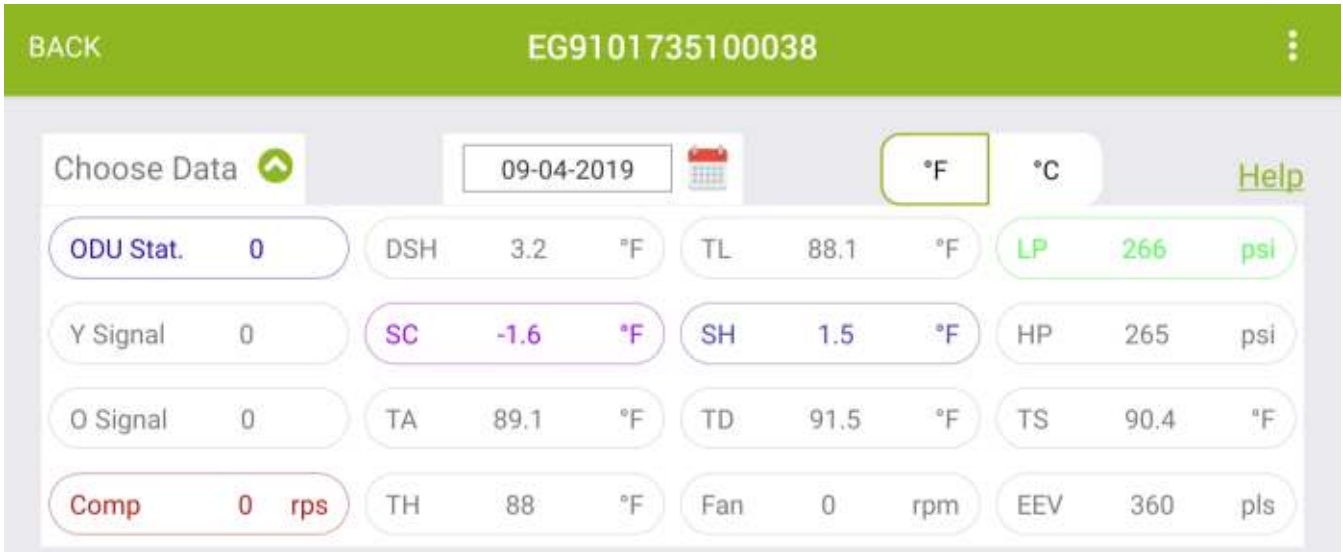 BACK EG9101735100038
Choose Data 09-04-2019 °F °C Help
ODU Stat. 0 DSH 3.2 °F TL 88.1 °F LP 266 psi
Y Signal 0 SC -1.6 °F SH 1.5 °F HP 265 psi
O Signal 0 TA 89.1 °F TD 91.5 °F TS 90.4 °F
Comp 0 rps TH 88 °F Fan 0 rpm EEV 360 pls